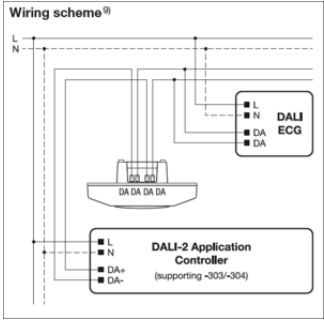 Wiring scheme9)
L
N
L
N
DA
DA
DALI
ECG
DA DA DA DA
L
N
DA+
DA-
DALI-2 Application
Controller
(supporting -303/-304)